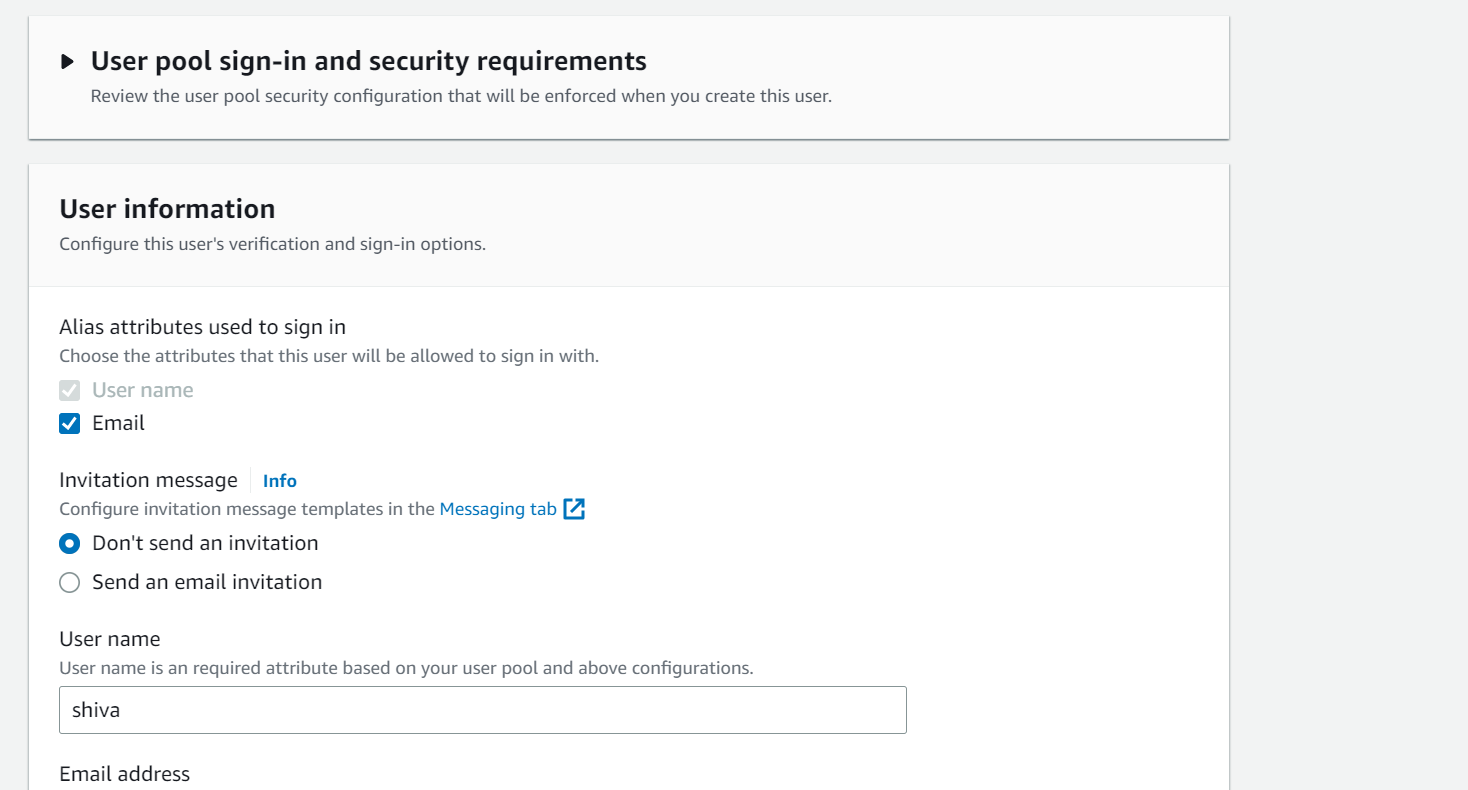 User pool sign-in and security requirements
Review the user pool security configuration that will be enforced when you create this user.
User information
Configure this user's verification and sign-in options.
Alias attributes used to sign in
Choose the attributes that this user will be allowed to sign in with.
User name
Email
Invitation message Info
Configure invitation message templates in the Messaging tab
Don't send an invitation
Send an email invitation
User name
User name is an required attribute based on your user pool and above configurations.
shiva
Email address